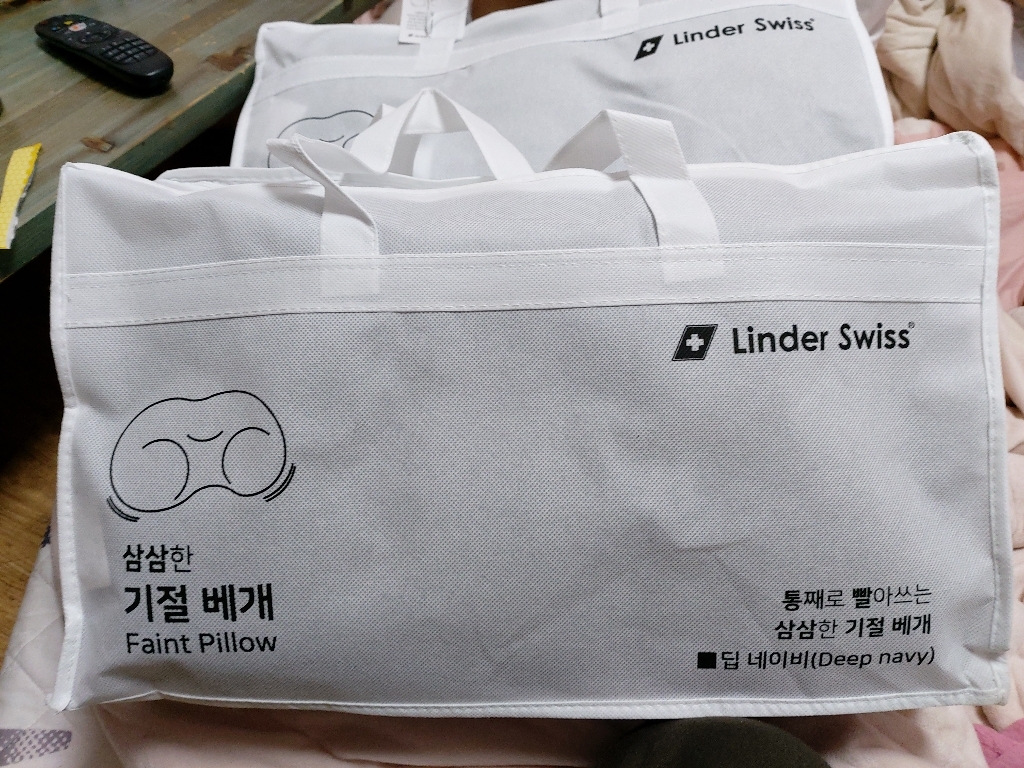 Linder Swiss®
Linder Swiss®
삼삼한
기절 베개
Faint Pillow
통째로 빨아쓰는
삼삼한 기절 베개
■딥 네이비(Deep navy)